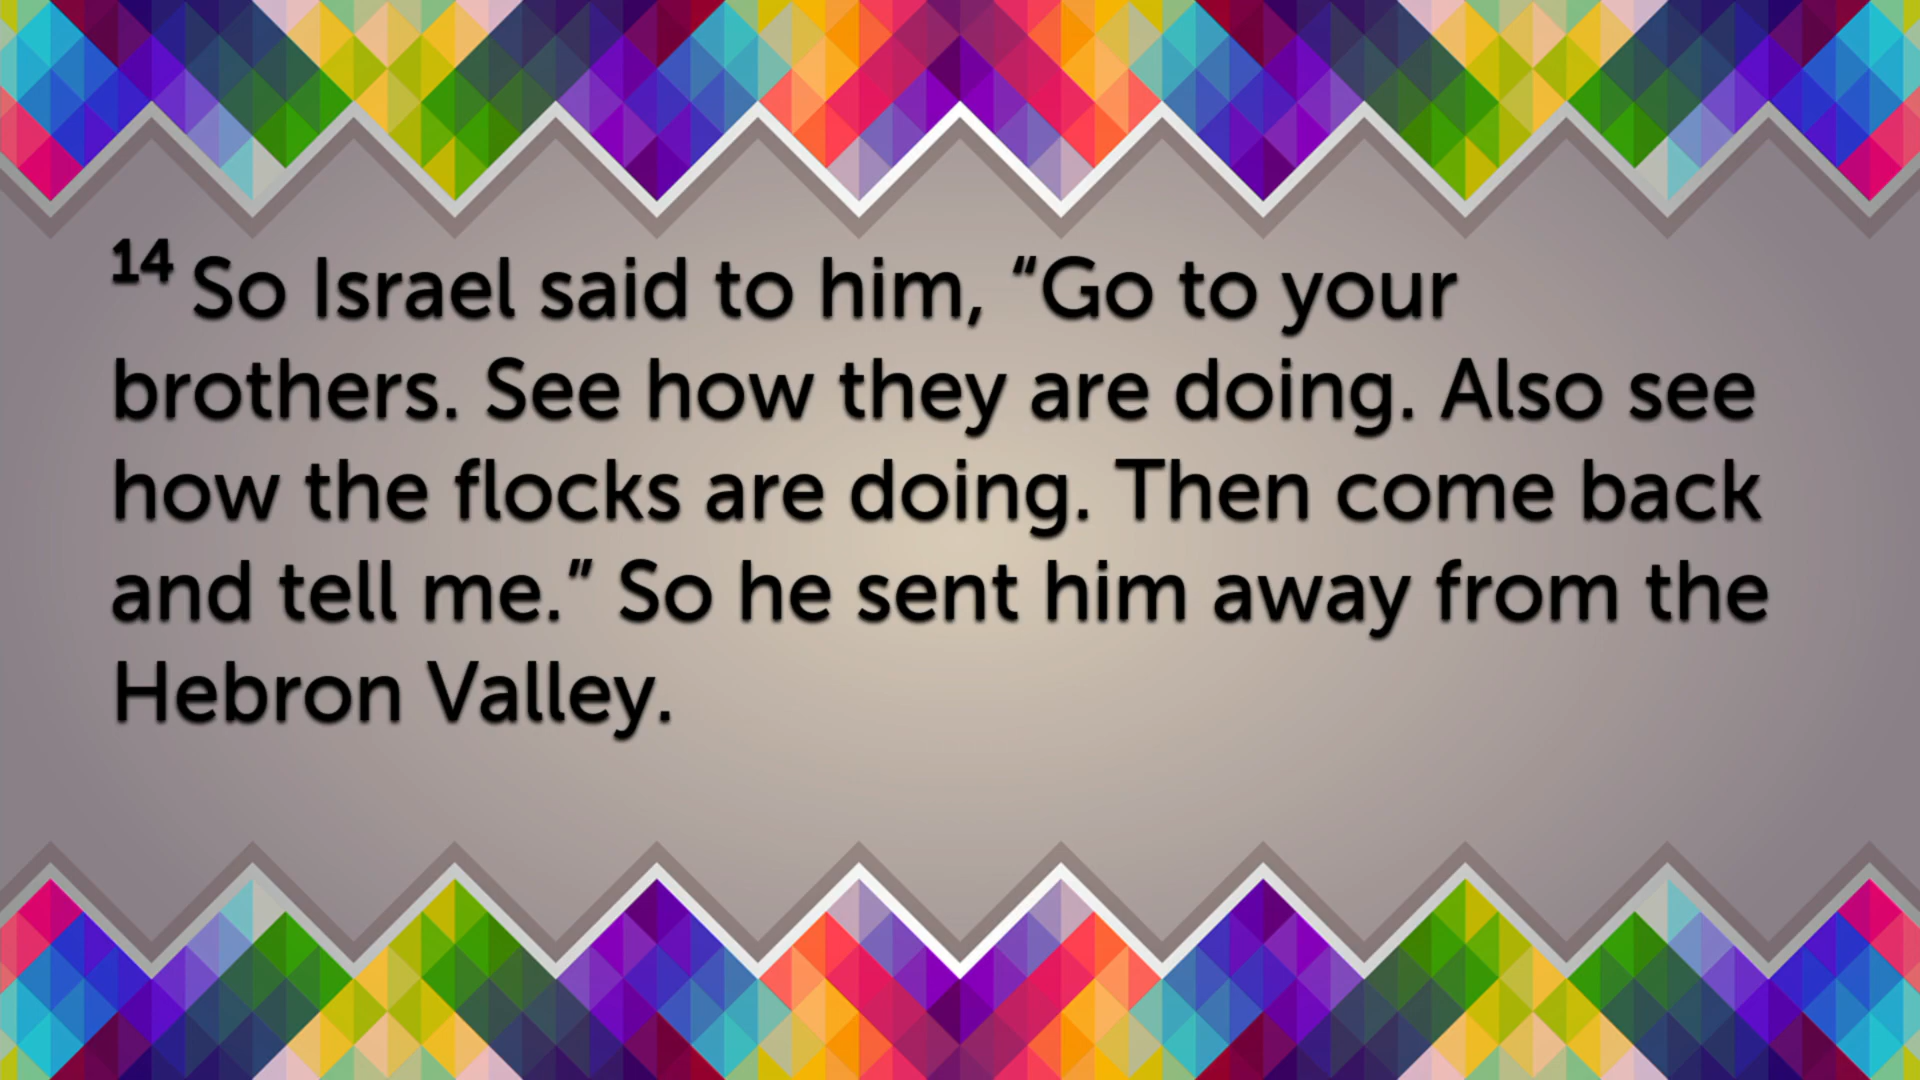 14 So Israel said to him, “Go to your
brothers. See how they are doing. Also see
how the flocks are doing. Then come back
and tell me.” So he sent him away from the
Hebron Valley.